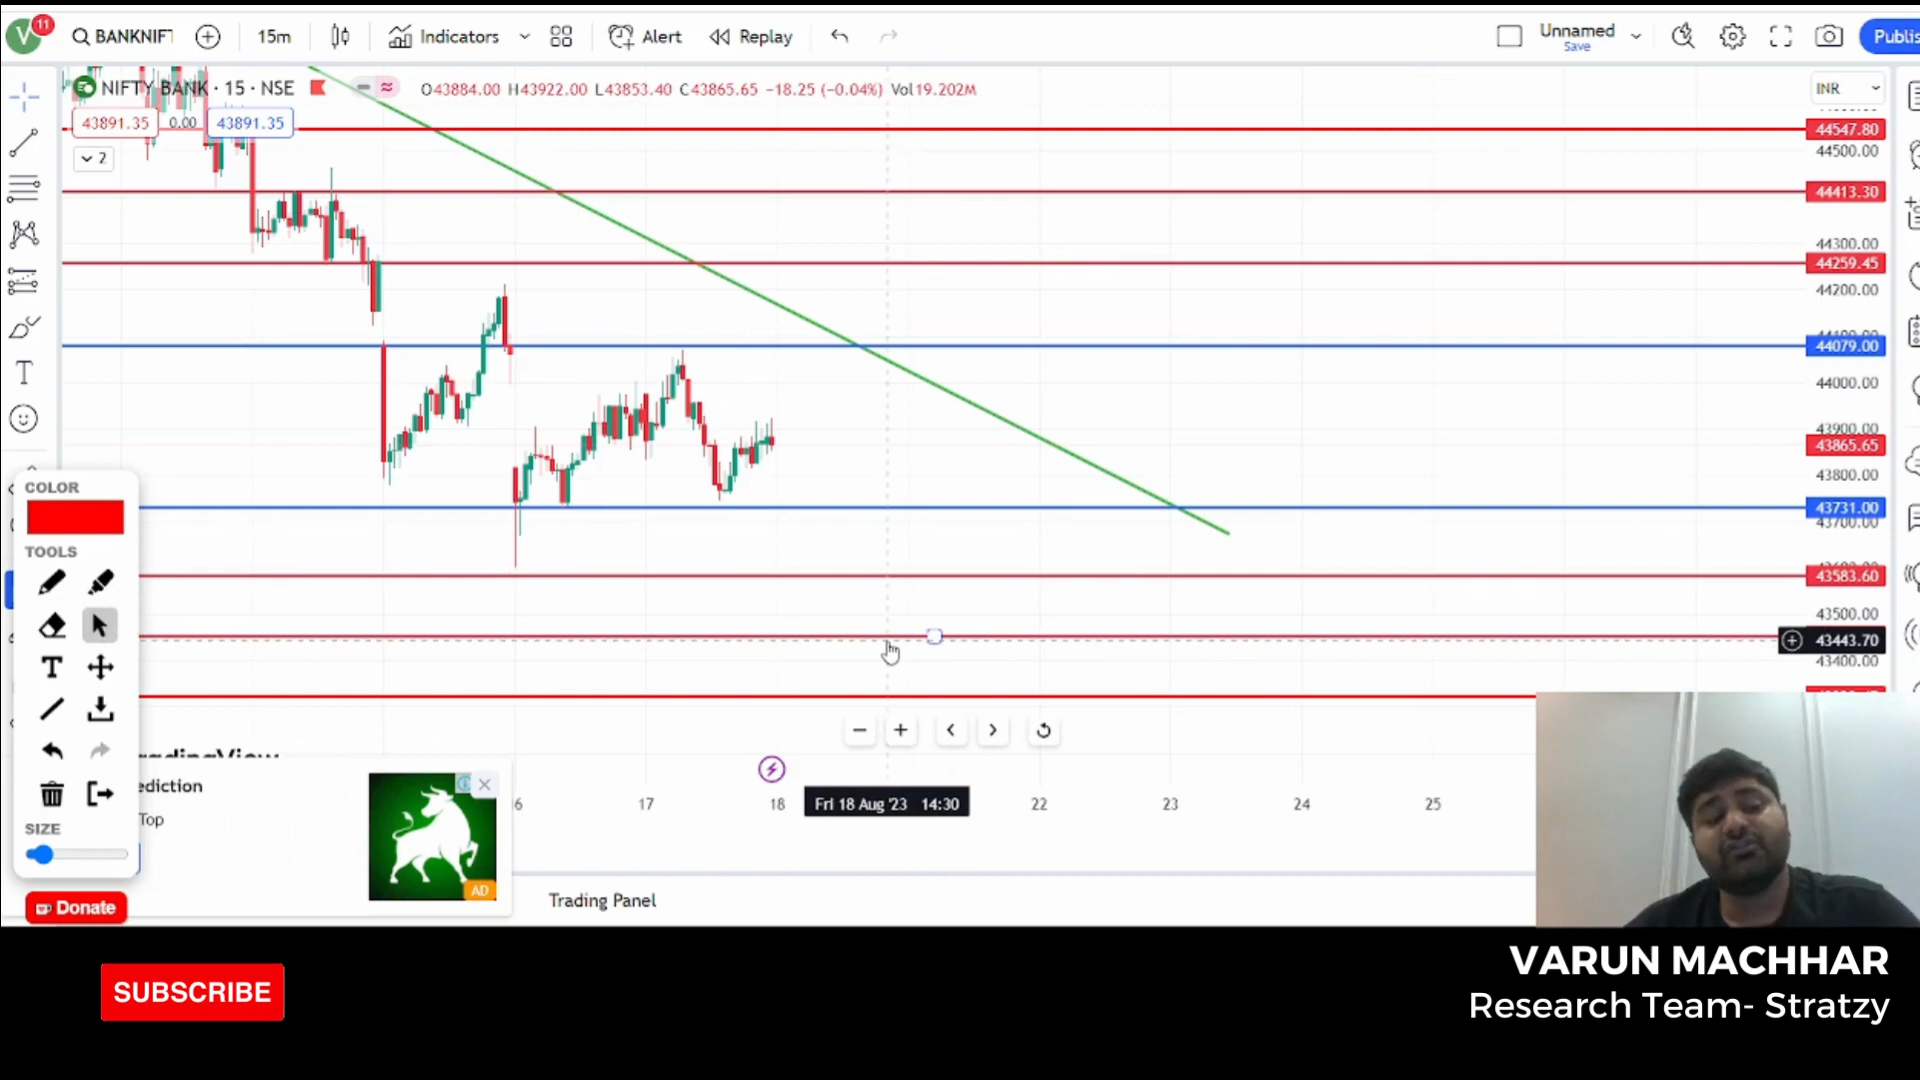 V
11
BANKNIFT
15m
Indicators
Alert
Replay
Unnamed
Save
Publis
NIFTY BANK · 15 · NSE
O43884.00 H43922.00 L43853.40 C43865.65 −18.25 (−0.04%) Vol19.202M
INR
43891.35
0.00
43891.35
2
44547.80
44500.00
44413.30
44300.00
44259.45
44200.00
44079.00
44000.00
43900.00
43865.65
43800.00
43731.00
43700.00
43583.60
43500.00
43443.70
43400.00
COLOR
TOOLS
T
SIZE
Donate
TradingView
ediction
Top
AD
6
17
18
Fri 18 Aug '23 14:30
22
23
24
25
Trading Panel
SUBSCRIBE
VARUN MACHHAR
Research Team- Stratzy